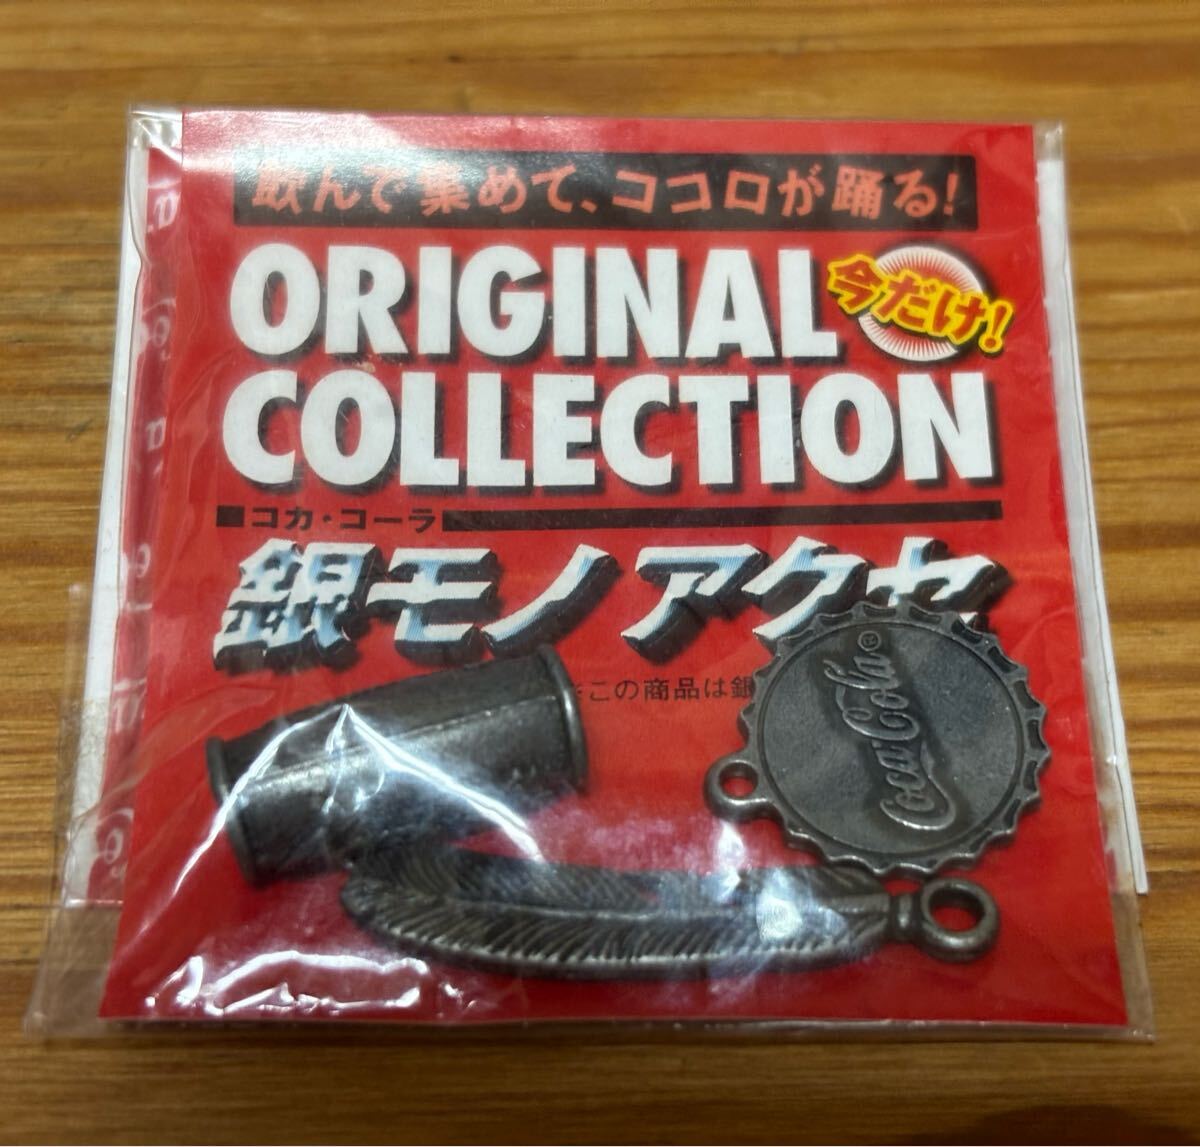 飲んで集めて、ココロが踊る!
ORIGINAL
今だけ!
COLLECTION
■コカ・コーラ
銀モノアクセ
※この商品は銀
Coca-Cola®